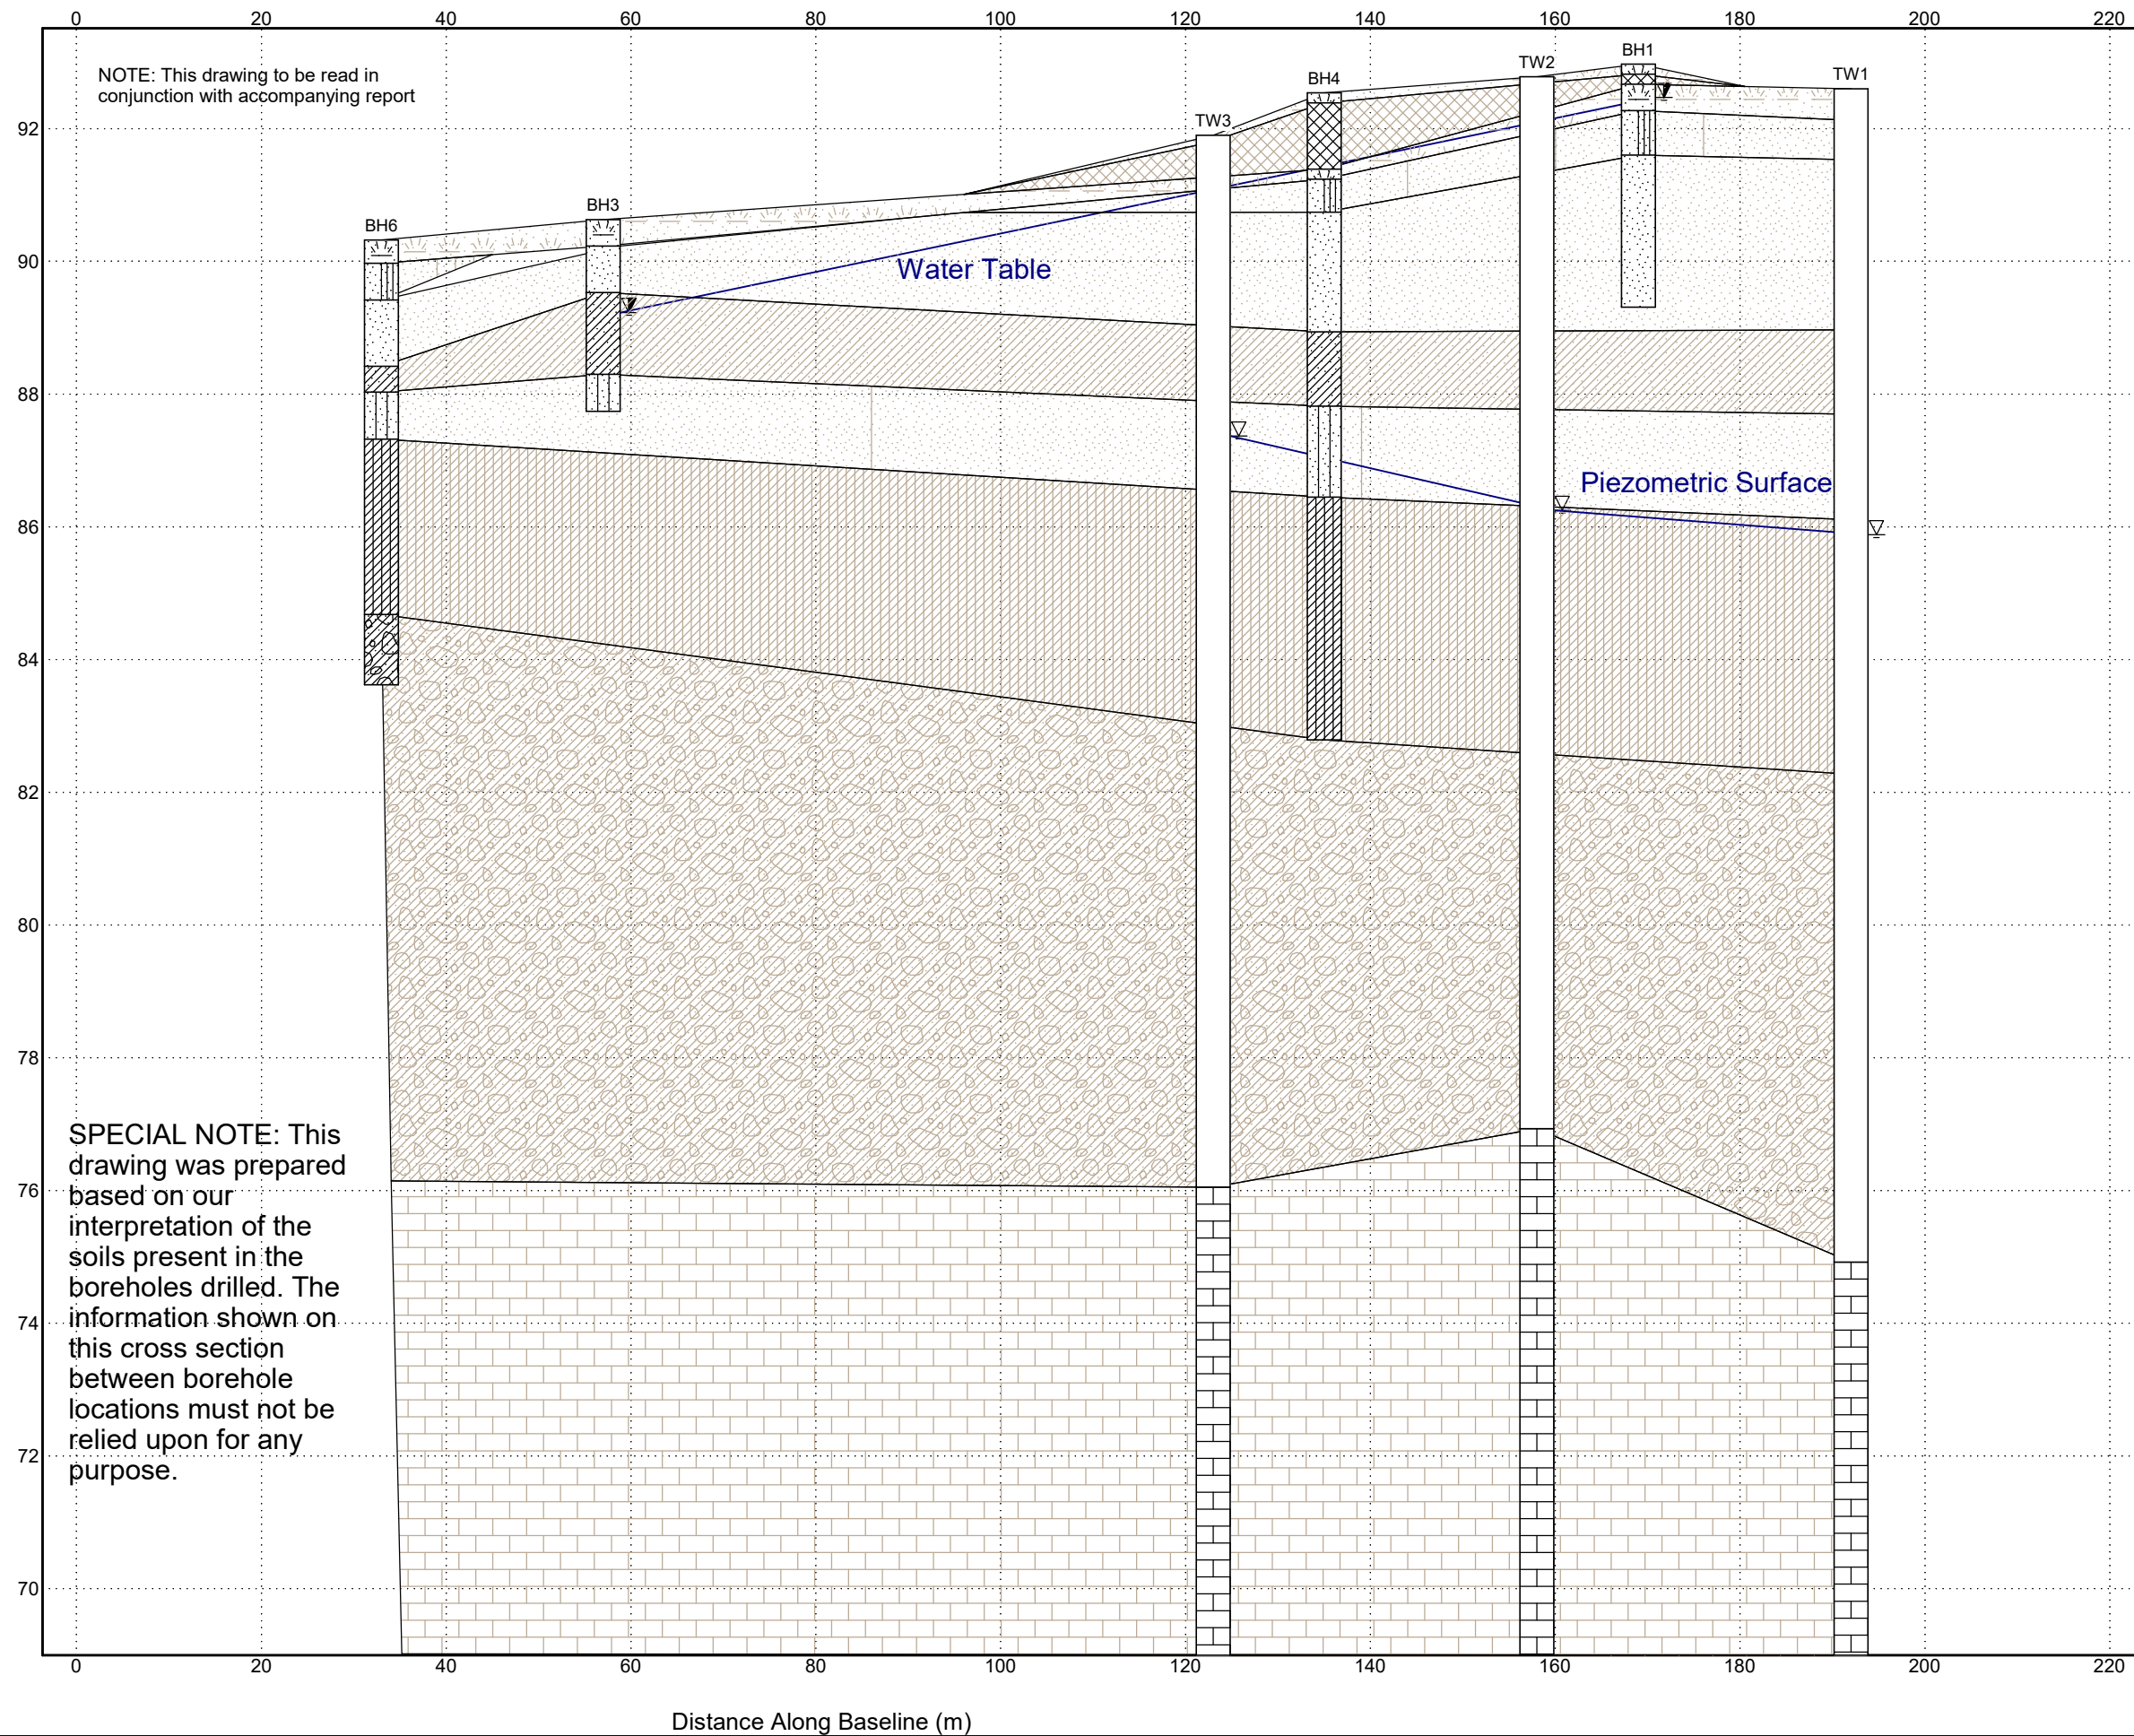 0 20 40 60 80 100 120 140 160 180 200 220
NOTE: This drawing to be read in
conjunction with accompanying report
BH1
TW2
TW1
BH4
TW3
92
BH3
BH6
90
Water Table
88
Piezometric Surface
86
84
82
80
78
SPECIAL NOTE: This
drawing was prepared
76
based on our
interpretation of the
soils present in the
boreholes drilled. The
74
information shown on
this cross section
between borehole
locations must not be
relied upon for any
72
purpose.
70
0 20 40 60 80 100 120 140 160 180 200 220
Distance Along Baseline (m)